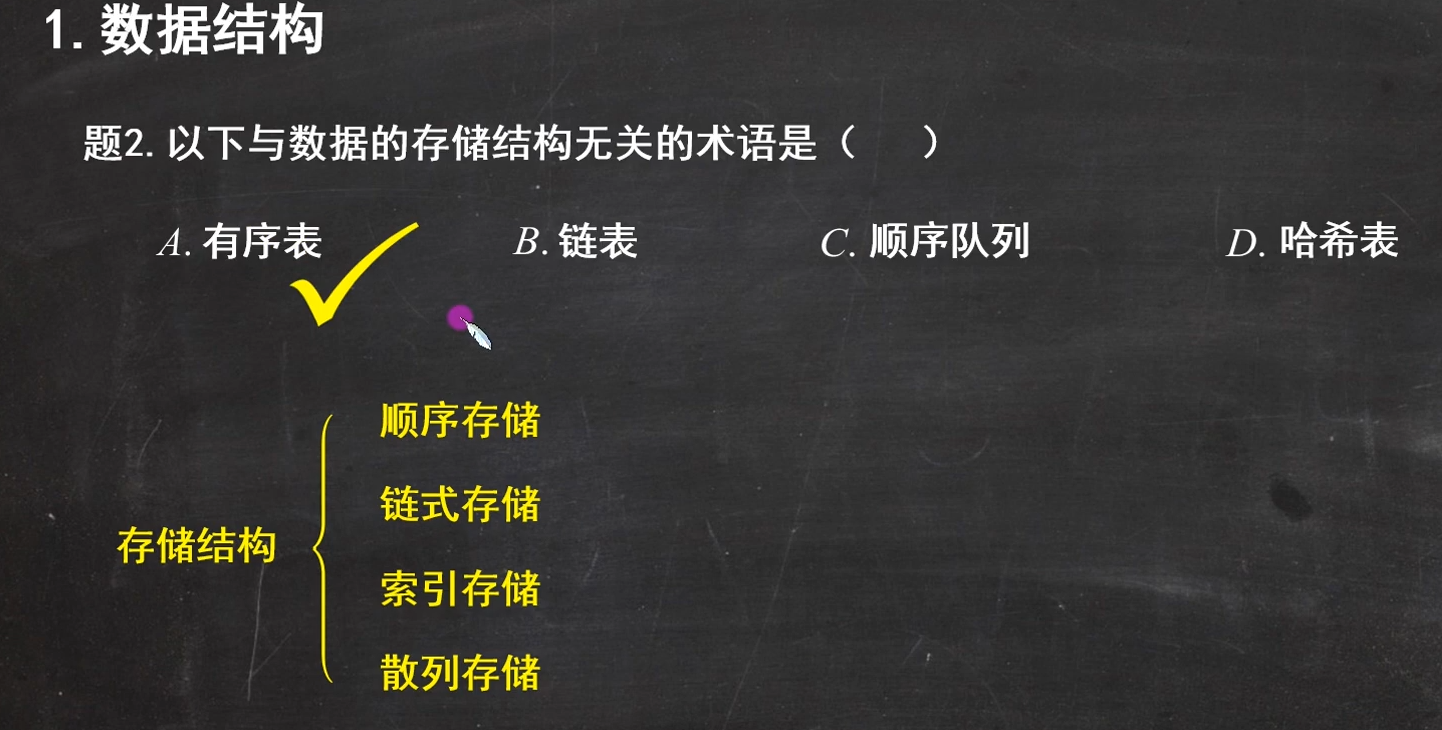 1. 数据结构
题2. 以下与数据的存储结构无关的术语是（ ）
A. 有序表 B. 链表 C. 顺序队列 D. 哈希表
顺序存储
链式存储
存储结构
索引存储
散列存储